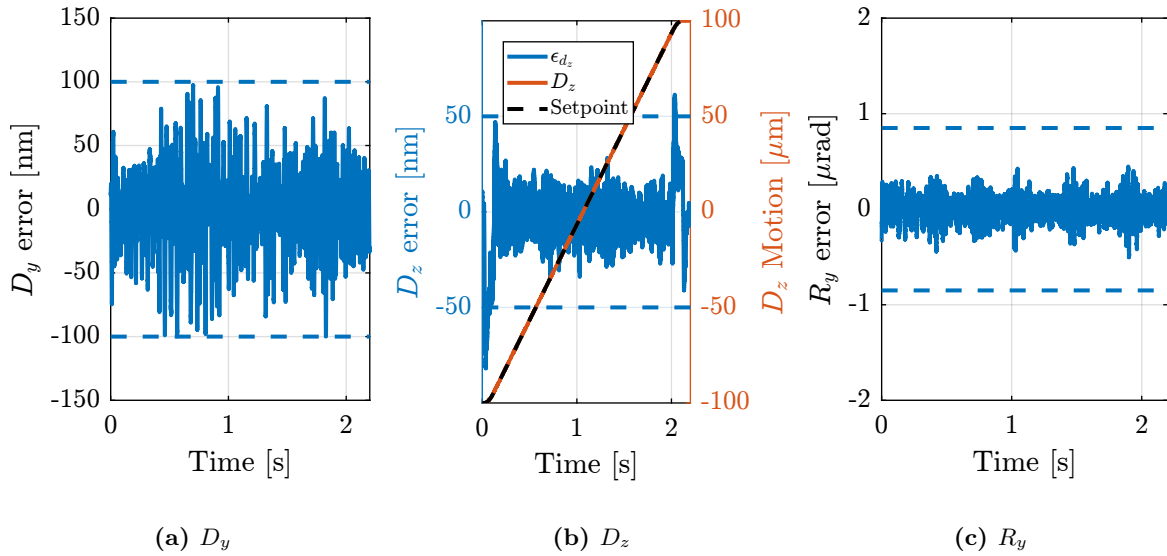 150
100
50
0
-50
-100
-150
D_y error [nm]
0 1 2
Time [s]
(a) D_y
50
0
-50
D_z error [nm]
ϵ_{d_z}
D_z
Setpoint
100
50
0
-50
-100
D_z Motion [μm]
0 1 2
Time [s]
(b) D_z
2
1
0
-1
-2
R_y error [μrad]
0 1 2
Time [s]
(c) R_y